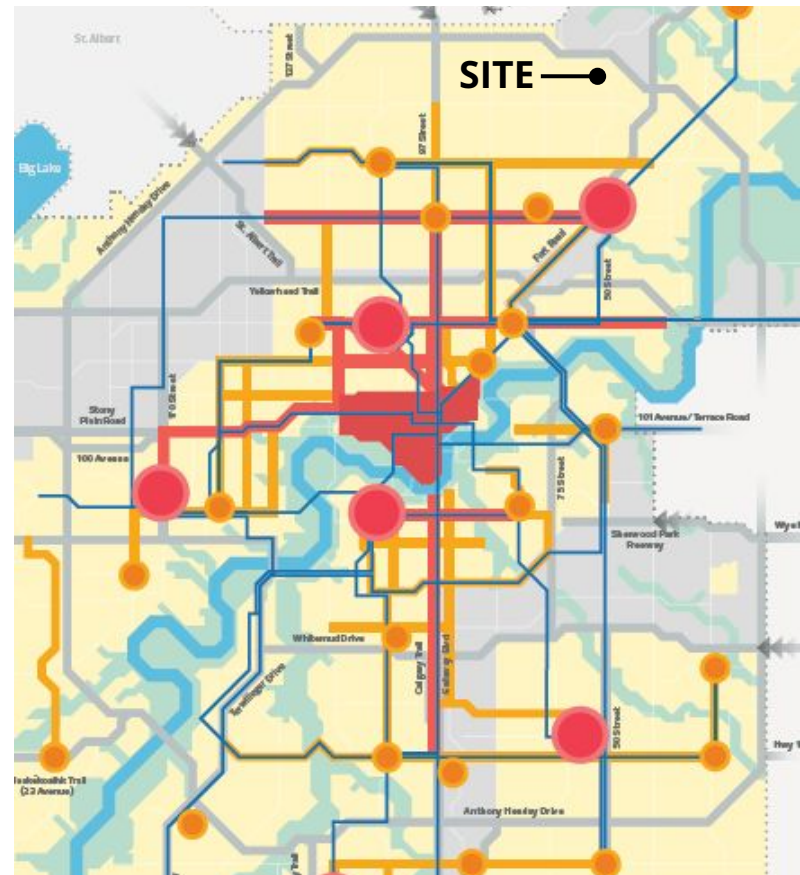 St. Albert
127 Street
SITE
97 Street
Big Lake
Anthony Henday Drive
St. Albert Trail
Fort Road
50 Street
Yellowhead Trail
170 Street
Stony
Plain Road
101 Avenue/ Terrace Road
100 Avenue
75 Street
Sherwood Park
Freeway
Whitemud Drive
Calgary Trail
Gateway Blvd
Terwillegar Drive
50 Street
(23 Avenue)
Anthony Henday Drive